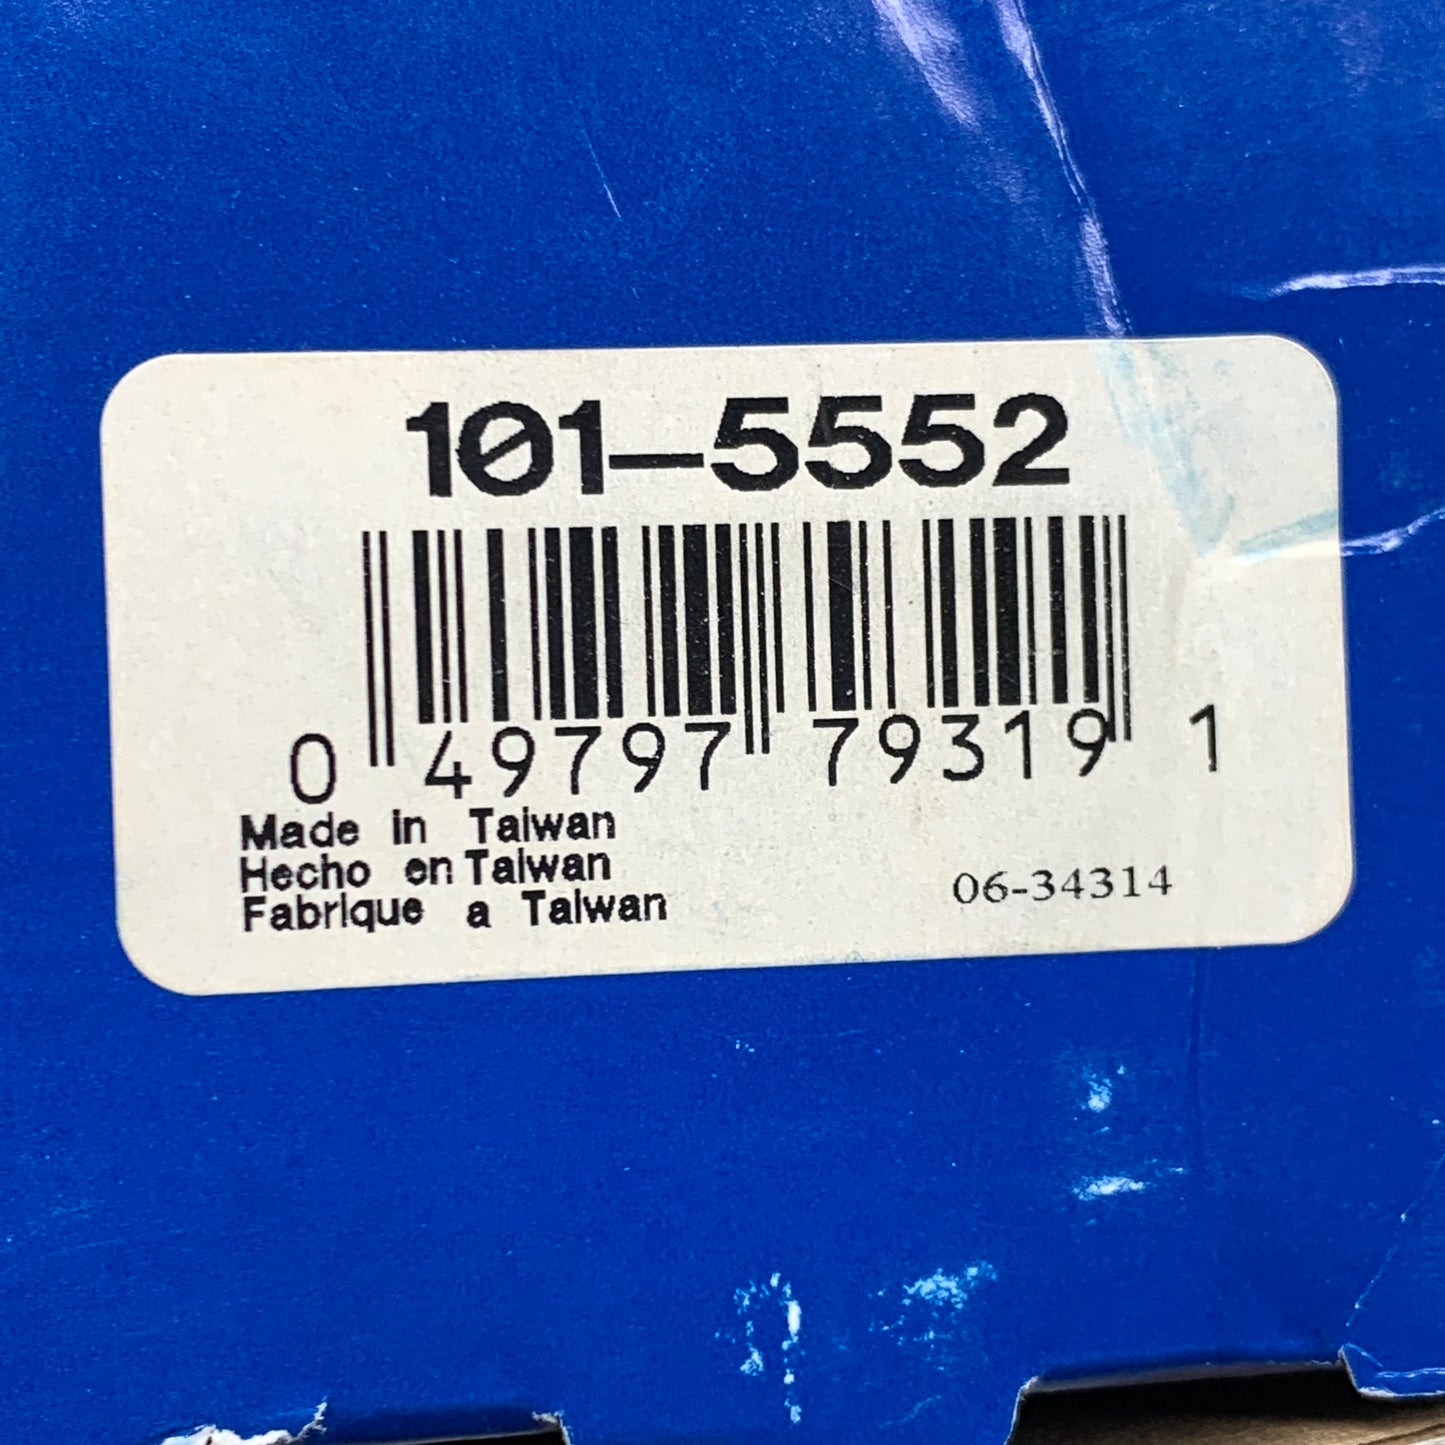 101-5552
0 49797 79319 1
Made in Taiwan
Hecho en Taiwan
Fabrique a Taiwan
06-34314